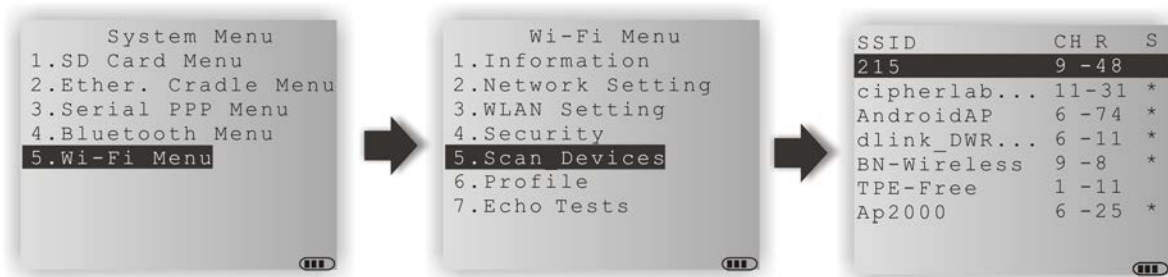 System Menu
1.SD Card Menu
2.Ether. Cradle Menu
3.Serial PPP Menu
4.Bluetooth Menu
5.Wi-Fi Menu
Wi-Fi Menu
1.Information
2.Network Setting
3.WLAN Setting
4.Security
5.Scan Devices
6.Profile
7.Echo Tests
SSID CH R S
215 9 -48
cipherlab... 11-31 *
AndroidAP 6 -74 *
dlink_DWR... 6 -11 *
BN-Wireless 9 -8 *
TPE-Free 1 -11
Ap2000 6 -25 *